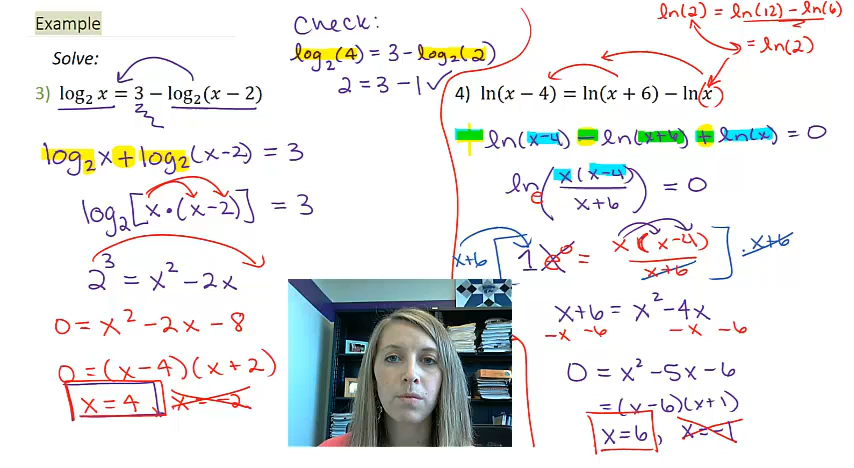 Example
Solve:
3) log₂ x = 3 − log₂(x − 2)
log₂x + log₂(x−2) = 3
log₂[x•(x−2)] = 3
2³ = x² − 2x
0 = x² − 2x − 8
0 = (x−4)(x+2)
x = 4 x = −2
Check:
log₂(4) = 3 − log₂(2)
2 = 3 − 1 ✓
ln(2) = ln(12) − ln(6)
= ln(2)
4) ln(x − 4) = ln(x + 6) − ln(x)
+ ln(x−4) − ln(x+6) + ln(x) = 0
ln e (x(x−4)/x+6) = 0
x+6 [1 e⁰ = x(x−4)/x+6] · x+6
x+6 = x² − 4x
−x −6 −x −6
0 = x² − 5x − 6
= (x−6)(x+1)
x=6, x=−1